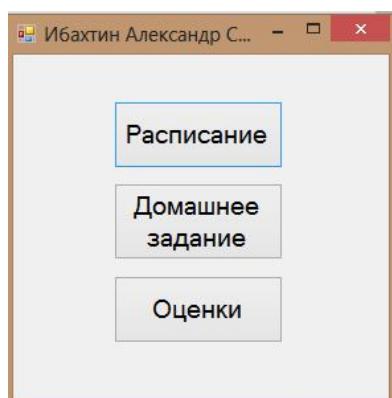 Ибахтин Александр С...
Расписание
Домашнее
задание
Оценки